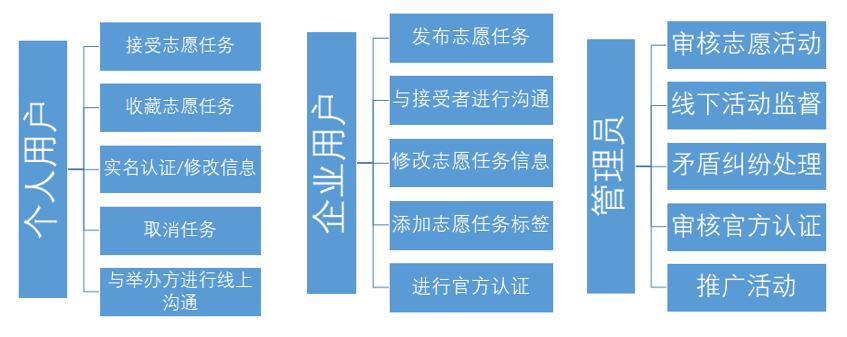 个人用户
接受志愿任务
收藏志愿任务
实名认证/修改信息
取消任务
与举办方进行线上
沟通
企业用户
发布志愿任务
与接受者进行沟通
修改志愿任务信息
添加志愿任务标签
进行官方认证
管理员
审核志愿活动
线下活动监督
矛盾纠纷处理
审核官方认证
推广活动